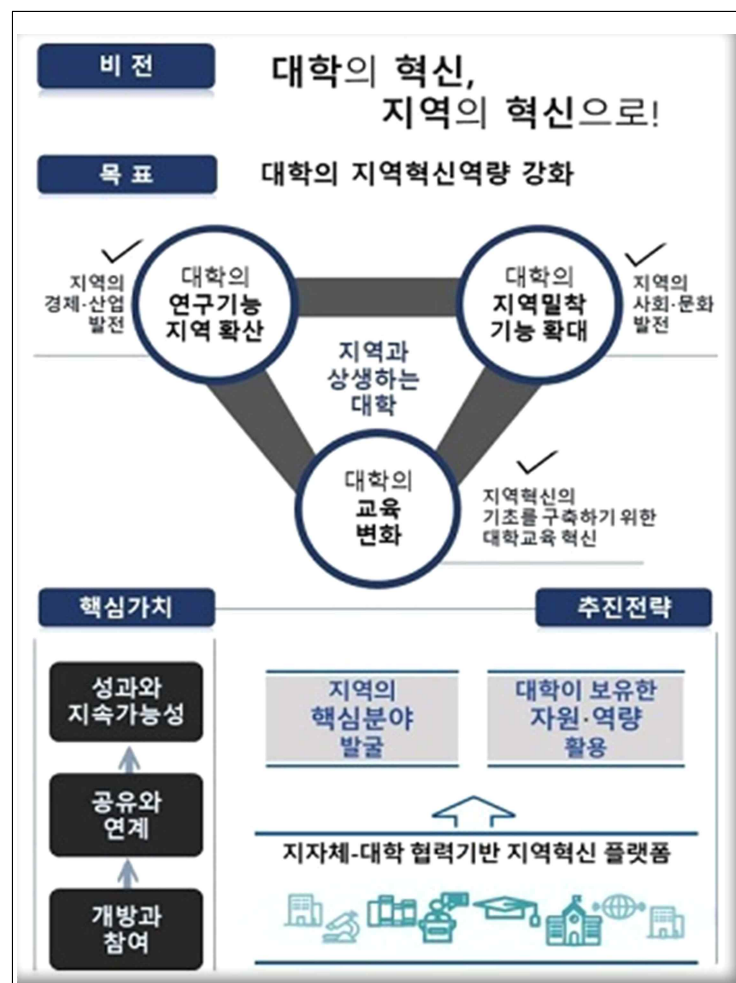 비 전
대학의 혁신,
지역의 혁신으로!
목 표
대학의 지역혁신역량 강화
지역의
경제·산업
발전
대학의
연구기능
지역 확산
대학의
지역밀착
기능 확대
지역의
사회·문화
발전
지역과
상생하는
대학
대학의
교육
변화
지역혁신의
기초를 구축하기 위한
대학교육 혁신
핵심가치
추진전략
성과와
지속가능성
공유와
연계
개방과
참여
지역의
핵심분야
발굴
대학이 보유한
자원·역량
활용
지자체-대학 협력기반 지역혁신 플랫폼